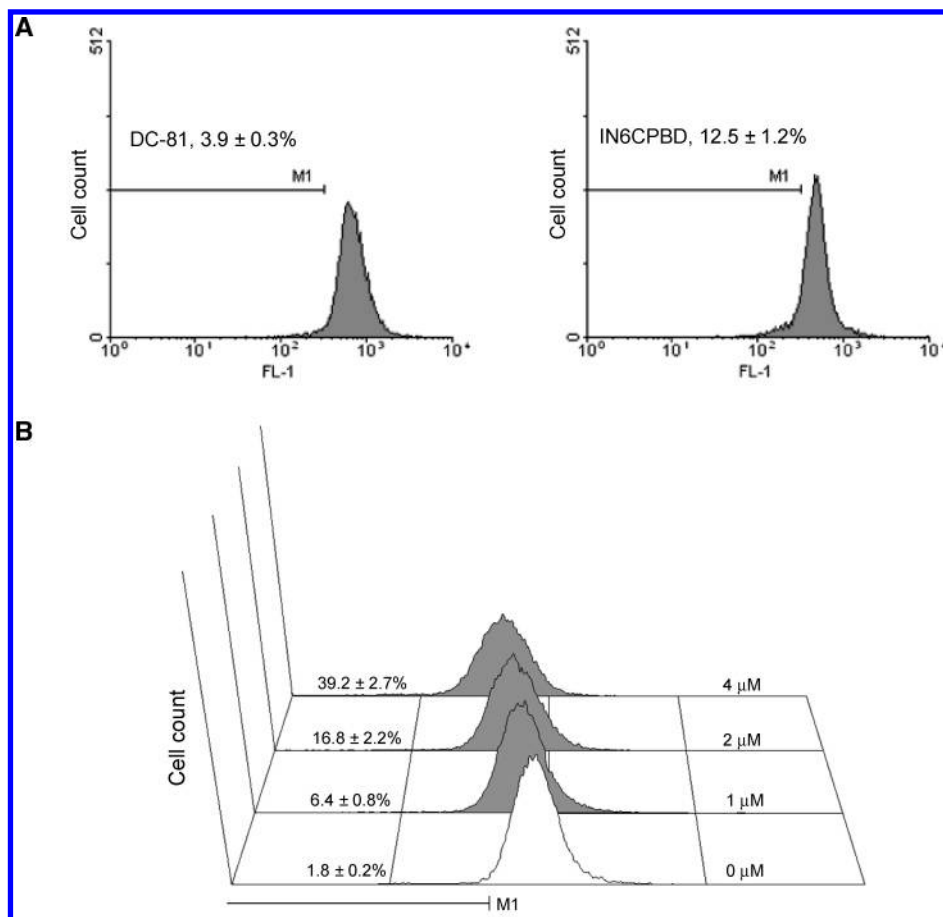 A
512
Cell count
0
DC-81, 3.9 ± 0.3%
M1
10⁰ 10¹ 10² 10³ 10⁴
FL-1
512
Cell count
0
IN6CPBD, 12.5 ± 1.2%
M1
10⁰ 10¹ 10² 10³ 10⁴
FL-1
B
Cell count
39.2 ± 2.7% 4 µM
16.8 ± 2.2% 2 µM
6.4 ± 0.8% 1 µM
1.8 ± 0.2% 0 µM
M1